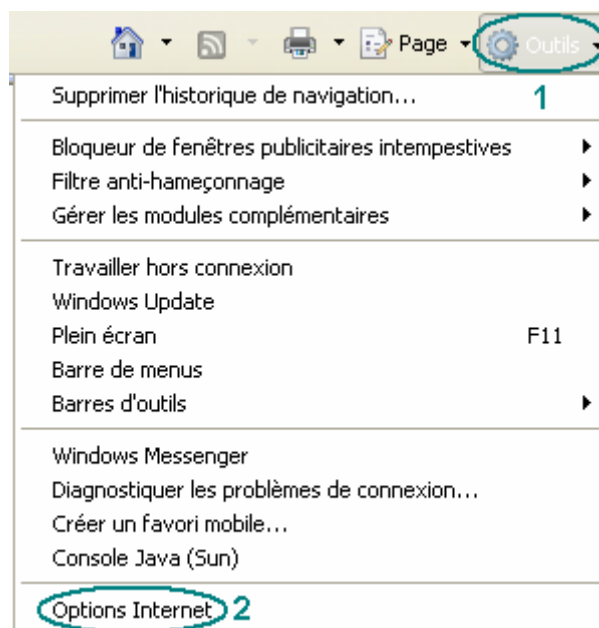 Page Outils
Supprimer l'historique de navigation... 1
Bloqueur de fenêtres publicitaires intempestives
Filtre anti-hameçonnage
Gérer les modules complémentaires
Travailler hors connexion
Windows Update
Plein écran F11
Barre de menus
Barres d'outils
Windows Messenger
Diagnostiquer les problèmes de connexion...
Créer un favori mobile...
Console Java (Sun)
Options Internet 2